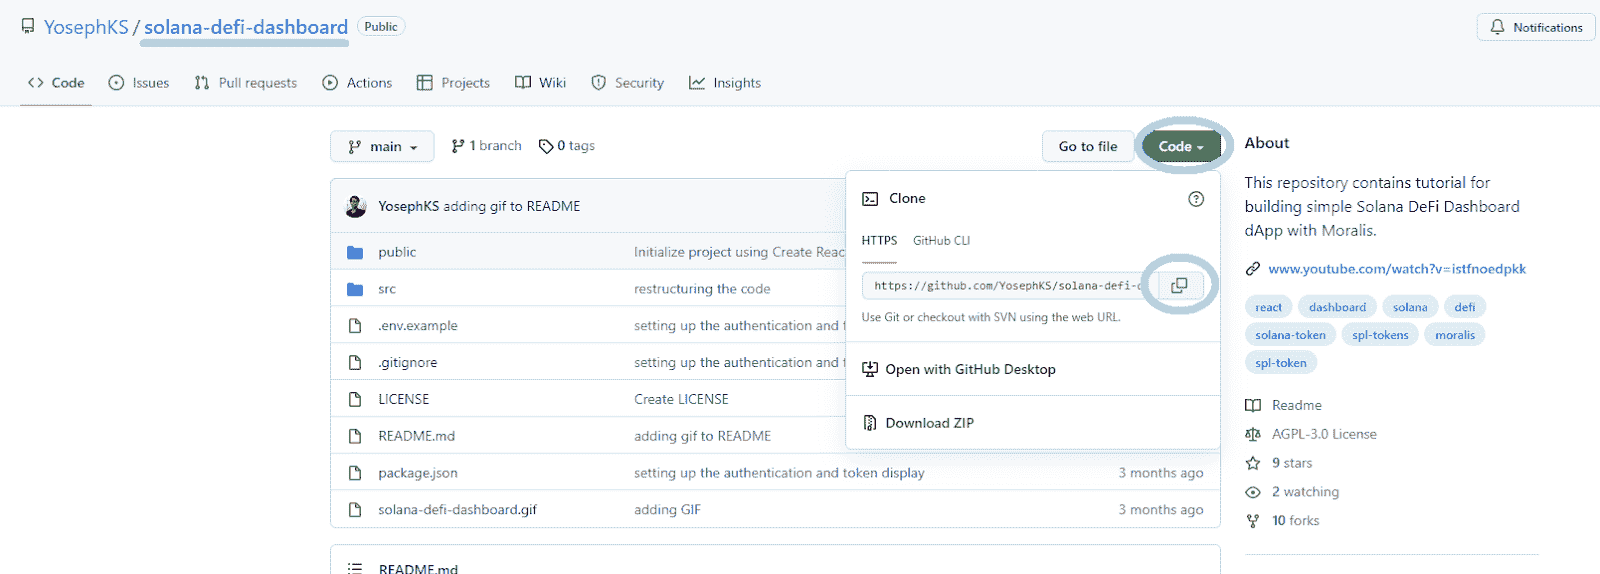 YosephKS / solana-defi-dashboard Public
Notifications
Code Issues Pull requests Actions Projects Wiki Security Insights
main 1 branch 0 tags Go to file Code
YosephKS adding gif to README
public Initialize project using Create Reac
src restructuring the code
.env.example setting up the authentication and
.gitignore setting up the authentication and
LICENSE Create LICENSE
README.md adding gif to README
package.json setting up the authentication and token display 3 months ago
solana-defi-dashboard.gif adding GIF 3 months ago
README.md
Clone
HTTPS GitHub CLI
https://github.com/YosephKS/solana-defi-
Use Git or checkout with SVN using the web URL.
Open with GitHub Desktop
Download ZIP
About
This repository contains tutorial for
building simple Solana DeFi Dashboard
dApp with Moralis.
www.youtube.com/watch?v=istfnoedpkk
react dashboard solana defi
solana-token spl-tokens moralis
spl-token
Readme
AGPL-3.0 License
9 stars
2 watching
10 forks